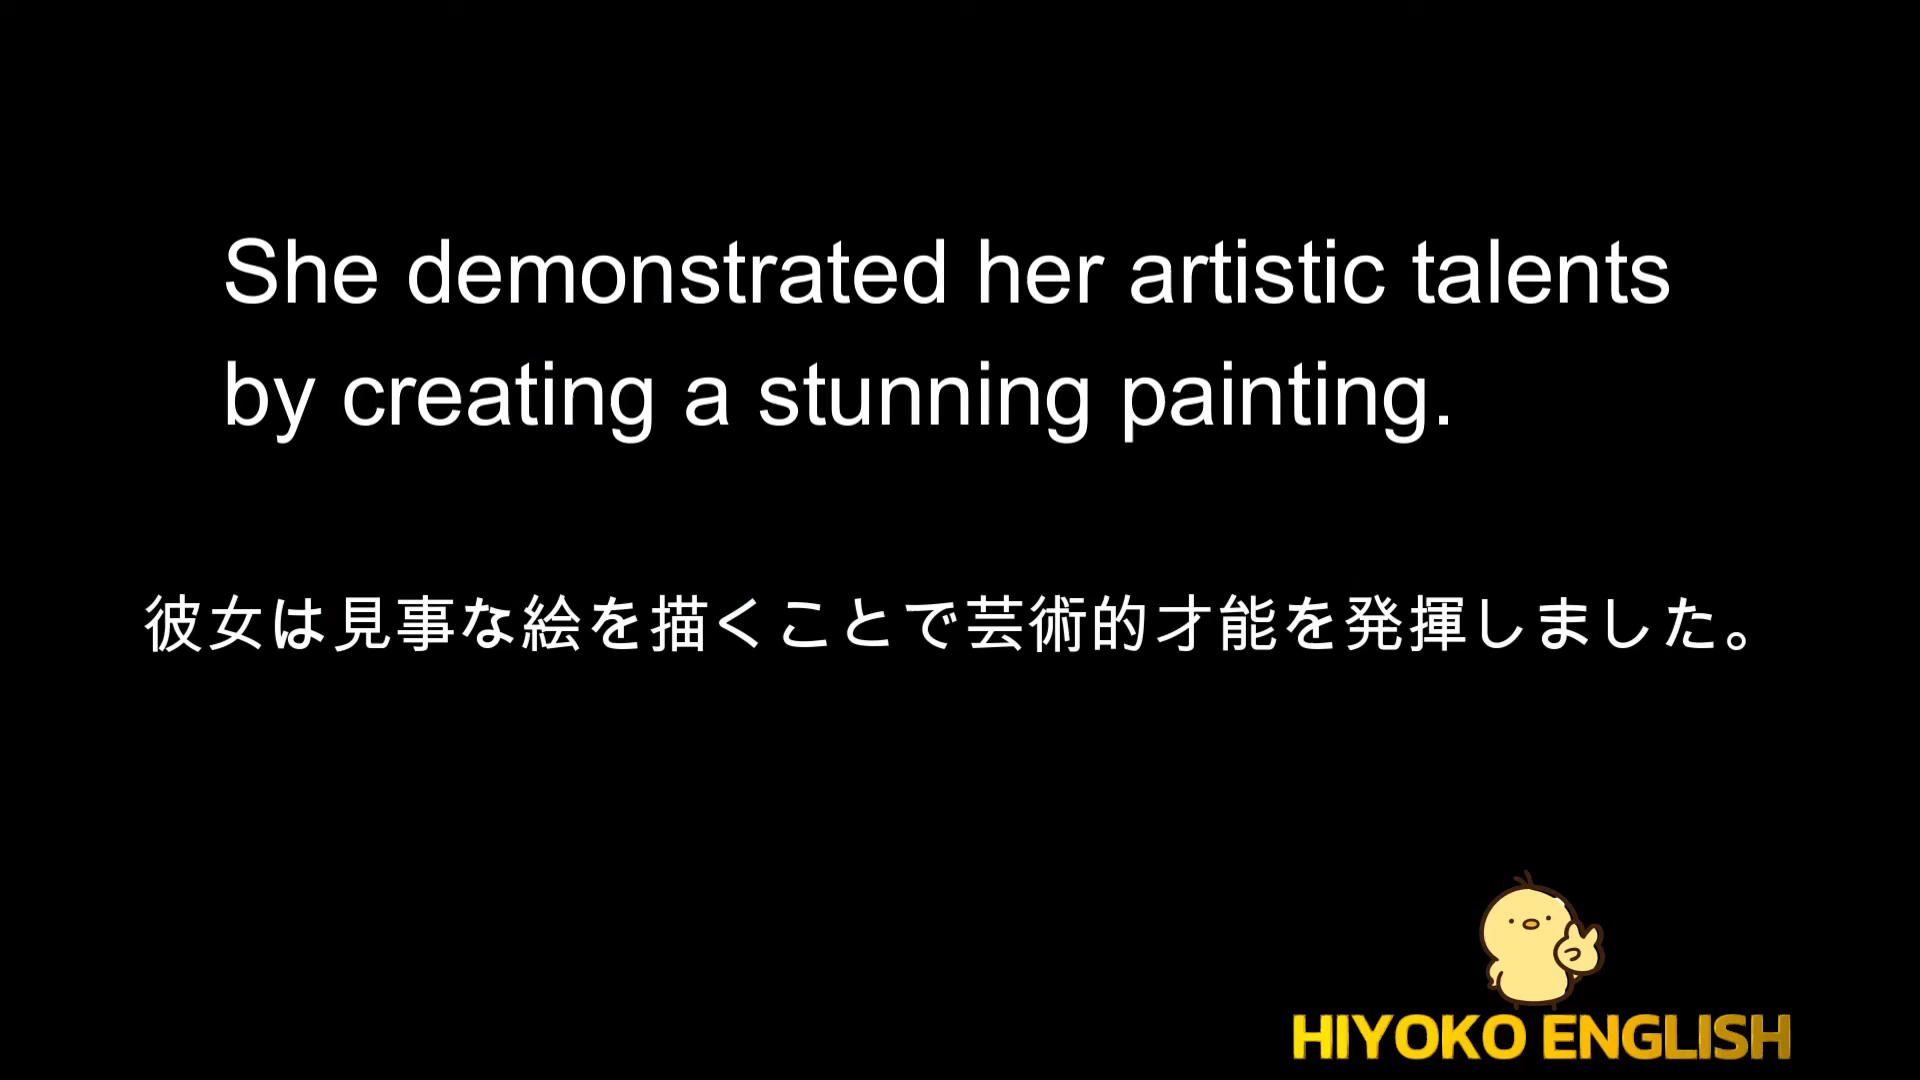 She demonstrated her artistic talents
by creating a stunning painting.
彼女は見事な絵を描くことで芸術的才能を発揮しました。
HIYOKO ENGLISH